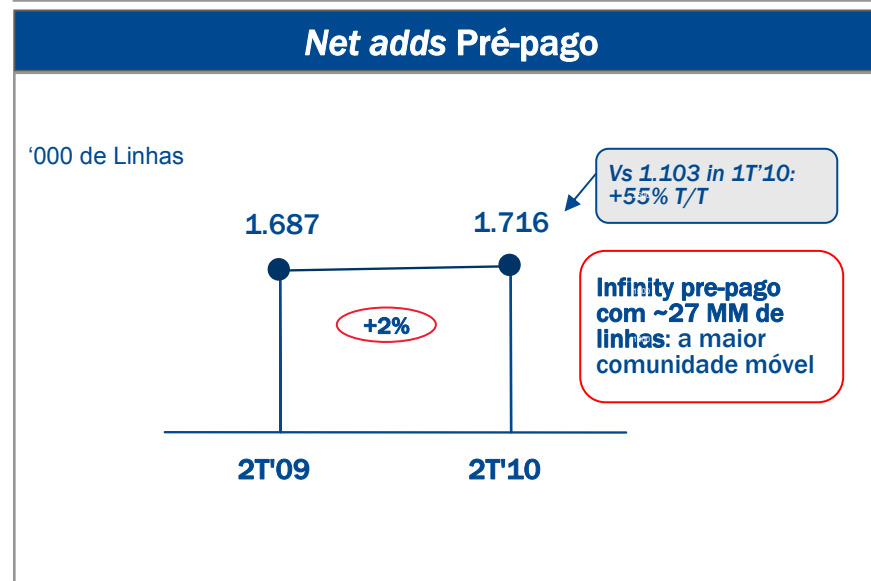 Net adds Pré-pago
‘000 de Linhas
Vs 1.103 in 1T’10:
+55% T/T
1.687
1.716
Infinity pre-pago
com ~27 MM de
linhas: a maior
comunidade móvel
+2%
2T'09
2T'10